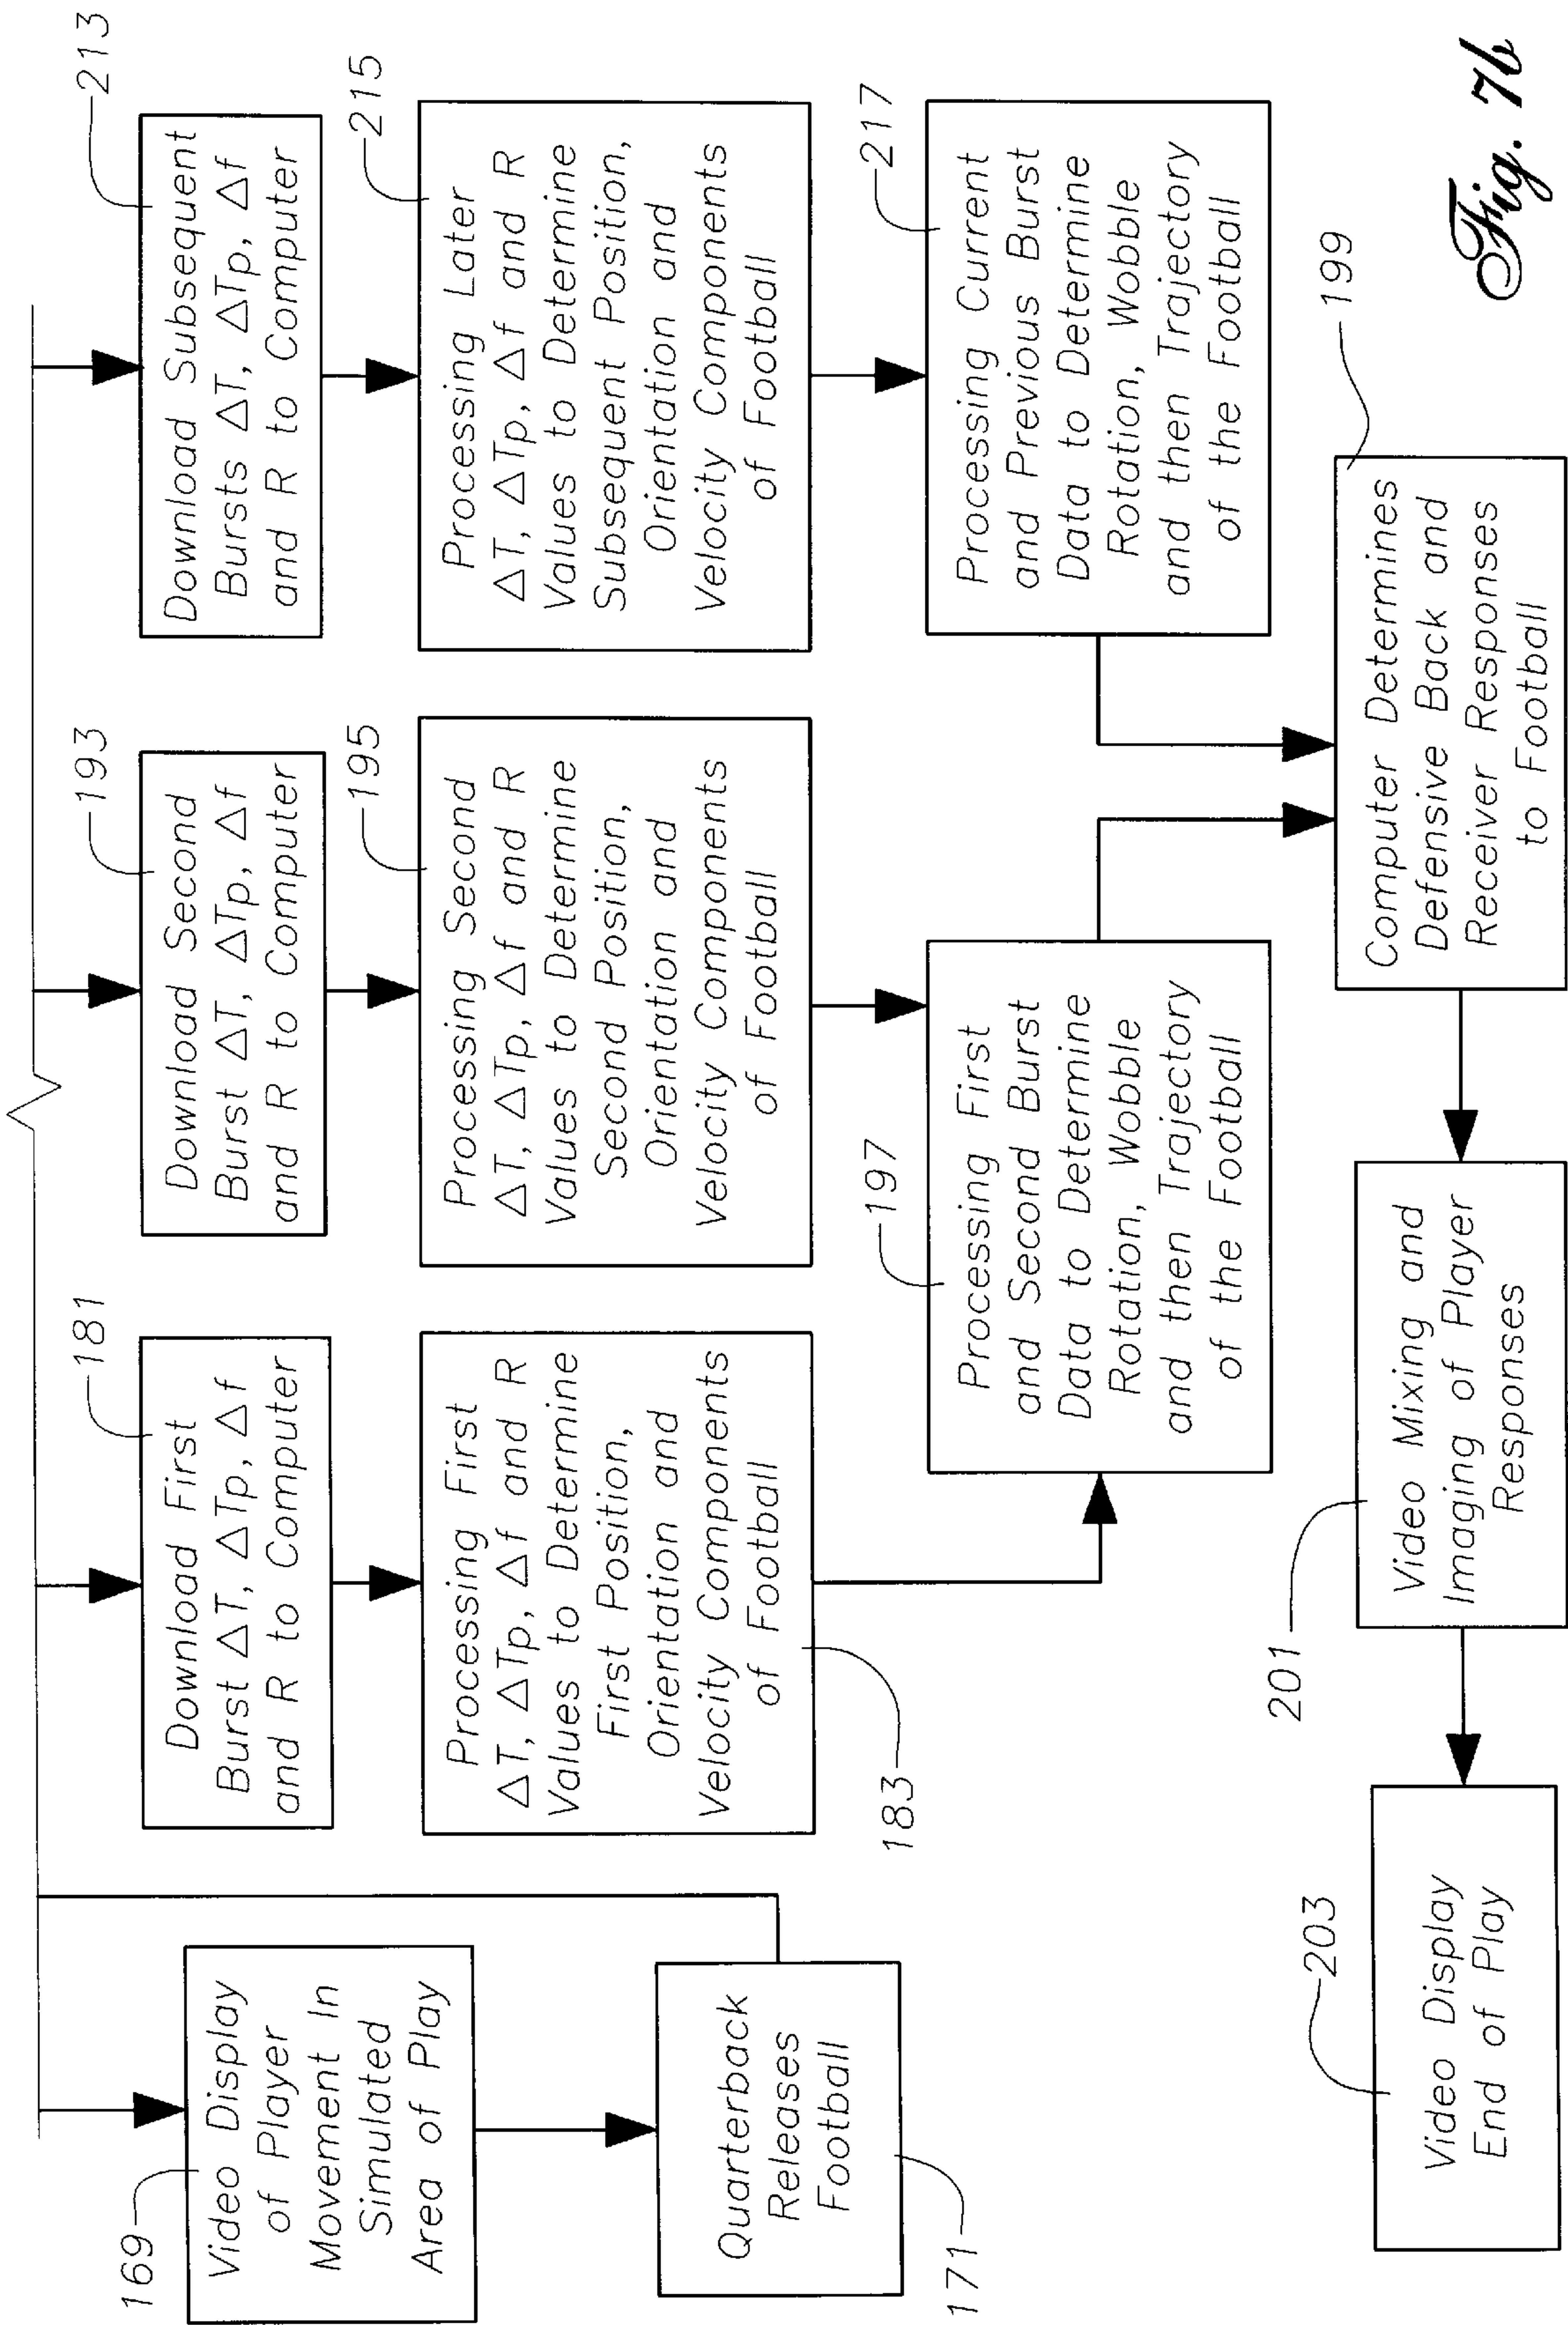 169
Video Display
of Player
Movement In
Simulated
Area of Play
Quarterback
Releases
Football
171
181
Download First
Burst ΔT, ΔTp, Δf
and R to Computer
Processing First
ΔT, ΔTp, Δf and R
Values to Determine
First Position,
Orientation and
Velocity Components
of Football
183
193
Download Second
Burst ΔT, ΔTp, Δf
and R to Computer
195
Processing Second
ΔT, ΔTp, Δf and R
Values to Determine
Second Position,
Orientation and
Velocity Components
of Football
213
Download Subsequent
Bursts ΔT, ΔTp, Δf
and R to Computer
215
Processing Later
ΔT, ΔTp, Δf and R
Values to Determine
Subsequent Position,
Orientation and
Velocity Components
of Football
197
Processing First
and Second Burst
Data to Determine
Rotation, Wobble
and then Trajectory
of the Football
217
Processing Current
and Previous Burst
Data to Determine
Rotation, Wobble
and then Trajectory
of the Football
203
Video Display
End of Play
201
Video Mixing and
Imaging of Player
Responses
199
Computer Determines
Defensive Back and
Receiver Responses
to Football
Fig. 7b